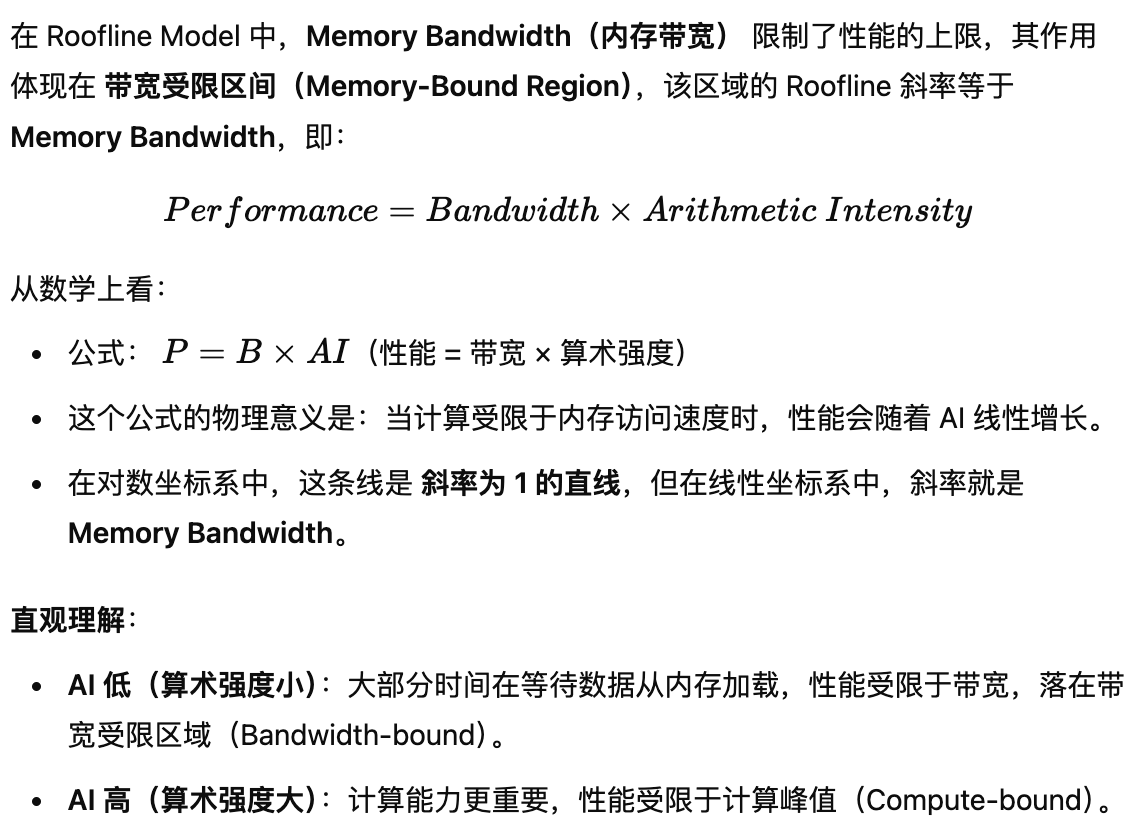 在 Roofline Model 中，Memory Bandwidth（内存带宽） 限制了性能的上限，其作用
体现在 带宽受限区间（Memory-Bound Region），该区域的 Roofline 斜率等于
Memory Bandwidth，即：
Performance = Bandwidth × Arithmetic Intensity
从数学上看：
• 公式： P = B × AI（性能 = 带宽 × 算术强度）
• 这个公式的物理意义是：当计算受限于内存访问速度时，性能会随着 AI 线性增长。
• 在对数坐标系中，这条线是 斜率为 1 的直线，但在线性坐标系中，斜率就是
Memory Bandwidth。
直观理解：
• AI 低（算术强度小）：大部分时间在等待数据从内存加载，性能受限于带宽，落在带
宽受限区域（Bandwidth-bound）。
• AI 高（算术强度大）：计算能力更重要，性能受限于计算峰值（Compute-bound）。